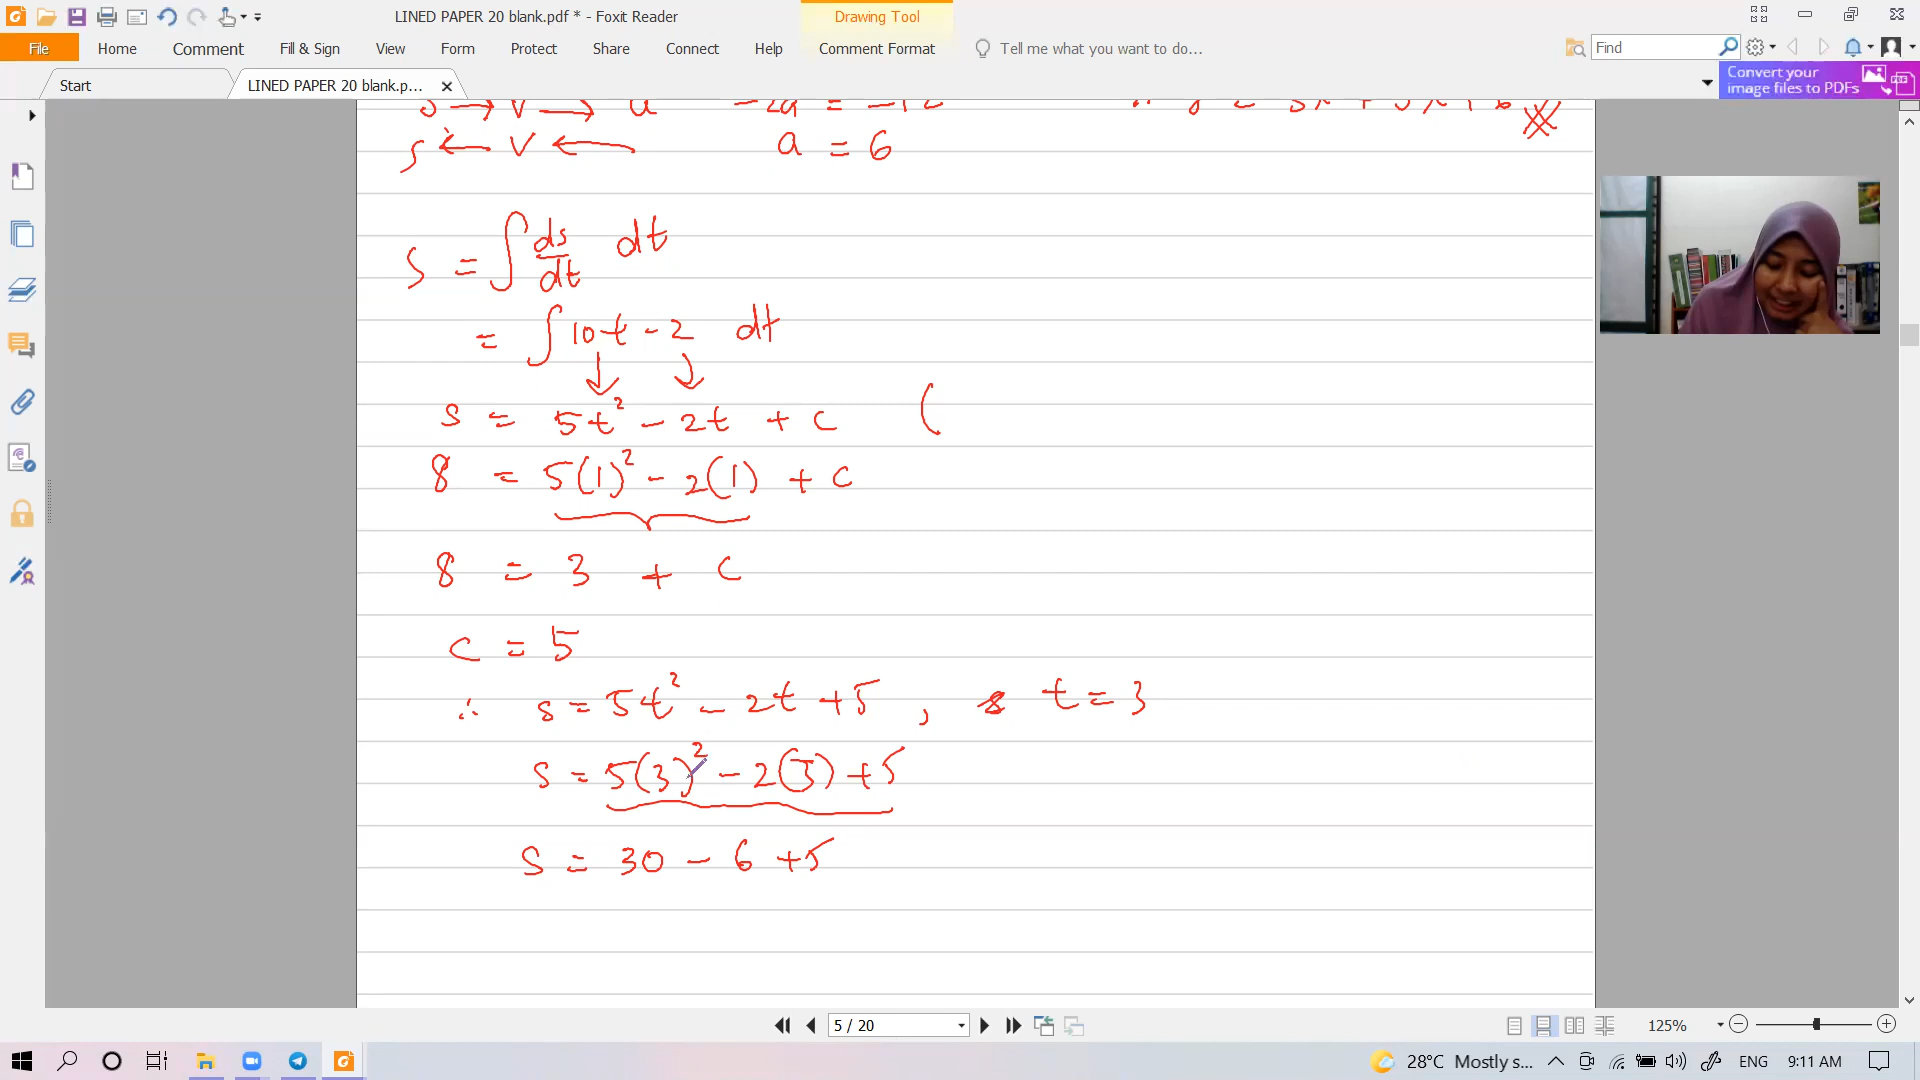 LINED PAPER 20 blank.pdf * - Foxit Reader
Drawing Tool
File Home Comment Fill & Sign View Form Protect Share Connect Help Comment Format Tell me what you want to do... Find
Start LINED PAPER 20 blank.p...
Convert your
image files to PDFs
s → v → a
-2a = -12
s ← v ←
a = 6
s = ∫ ds/dt dt
= ∫ 10t - 2 dt
s = 5t² - 2t + c (
8 = 5(1)² - 2(1) + c
8 = 3 + c
c = 5
∴ s = 5t² - 2t + 5 , t = 3
s = 5(3)² - 2(3) + 5
s = 30 - 6 + 5
5 / 20
125%
28°C Mostly s... ENG 9:11 AM